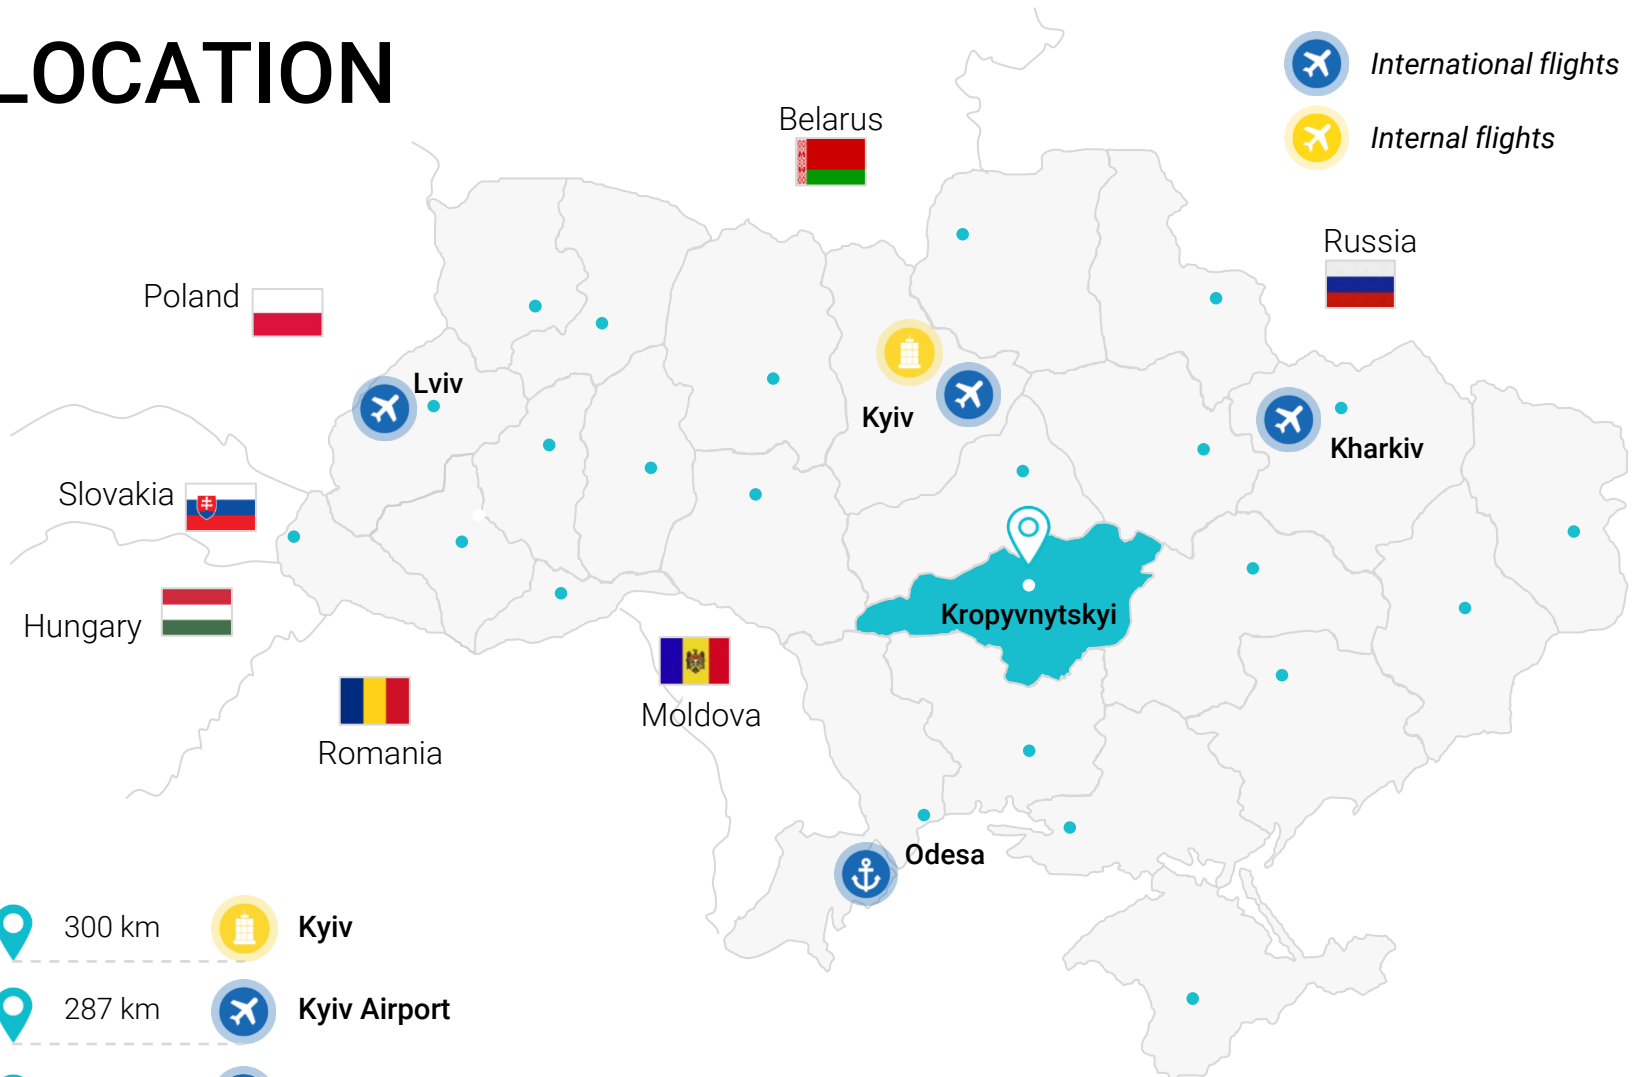 LOCATION
International flights
Internal flights
Belarus
Russia
Poland
Lviv
Kyiv
Kharkiv
Slovakia
Hungary
Kropyvnytskyi
Moldova
Romania
Odesa
300 km Kyiv
287 km Kyiv Airport